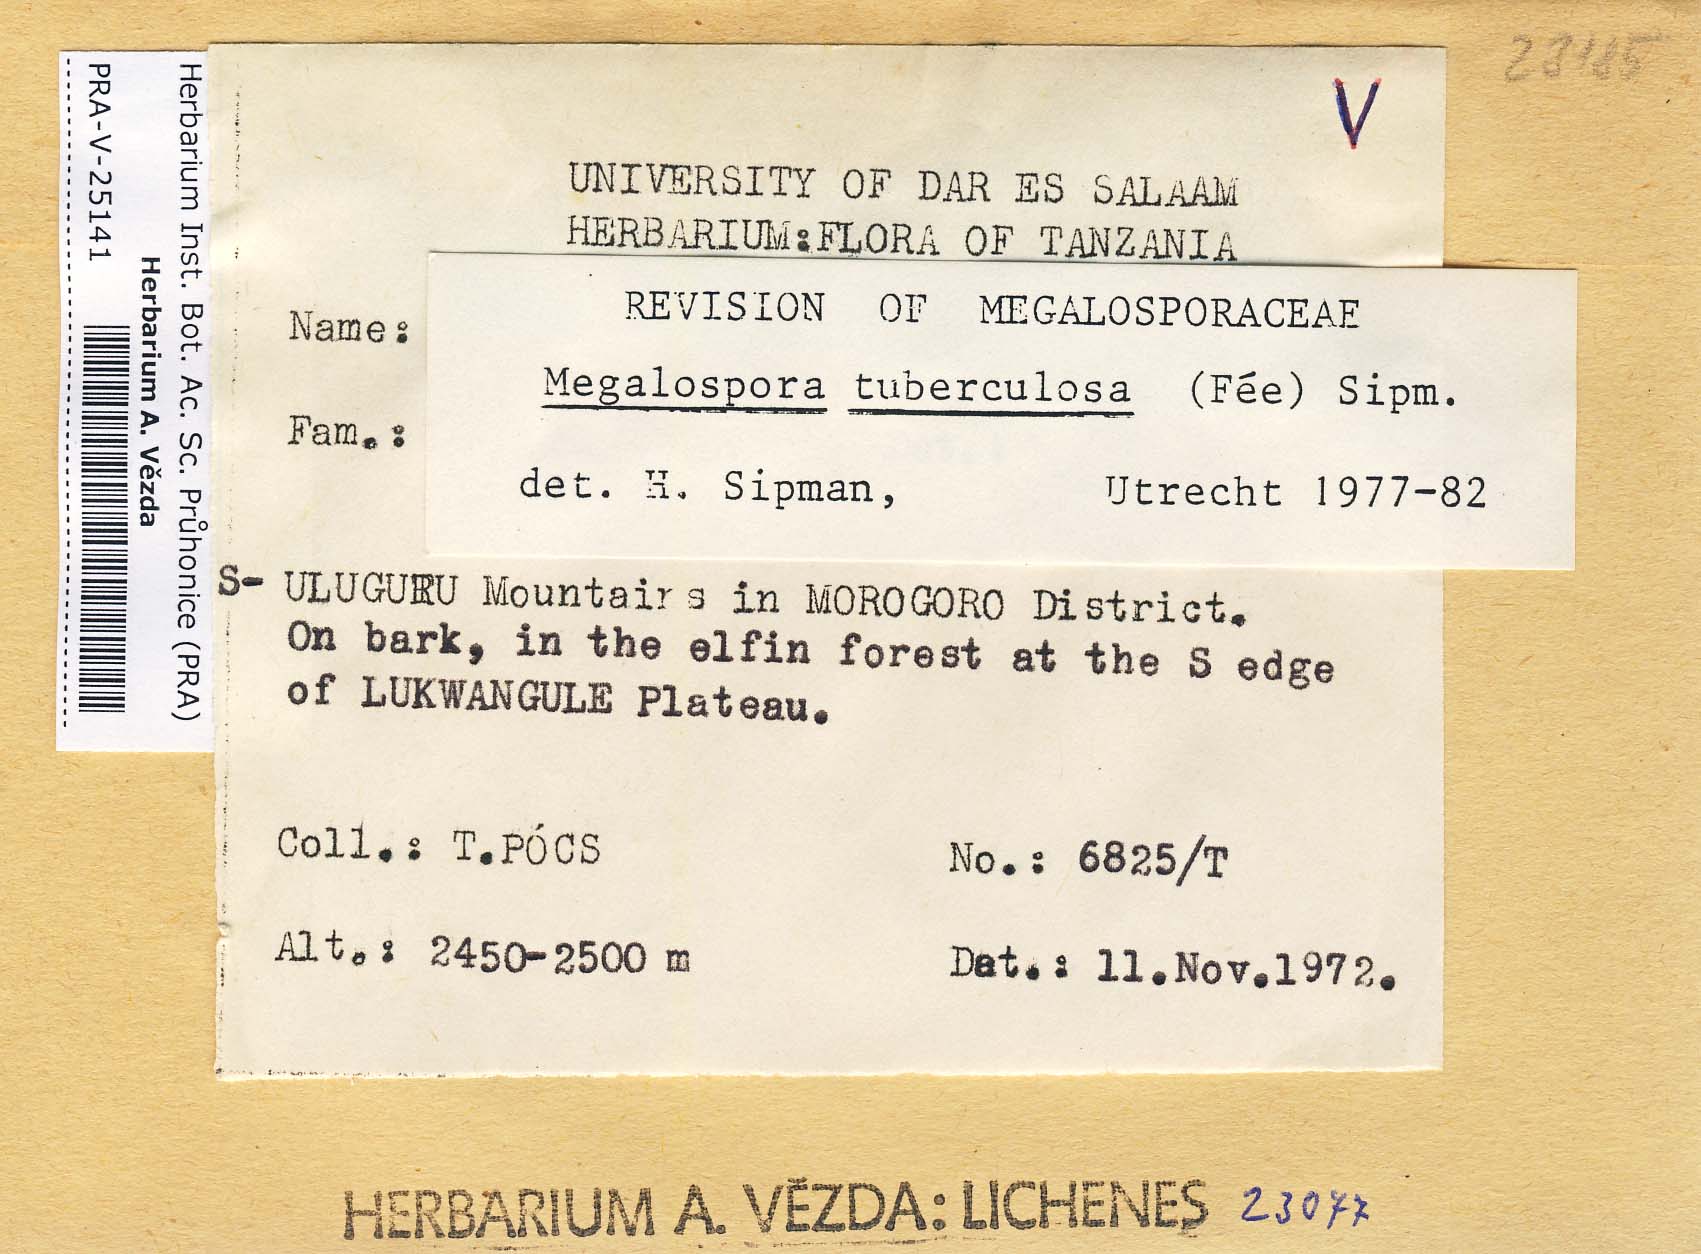 V
UNIVERSITY OF DAR ES SALAAM
HERBARIUM:FLORA OF TANZANIA
Name:
Fam.:
REVISION OF MEGALOSPORACEAE
Megalospora tuberculosa (Fée) Sipm.
det. H. Sipman, Utrecht 1977-82
S- ULUGURU Mountains in MOROGORO District.
On bark, in the elfin forest at the S edge
of LUKWANGULE Plateau.
Coll.: T.PÓCS No.: 6825/T
Alt.: 2450-2500 m Dat.: 11.Nov.1972.
Herbarium Inst. Bot. Ac. Sc. Průhonice (PRA)
Herbarium A. Vězda
PRA-V-25141
HERBARIUM A. VĚZDA: LICHENES 23077